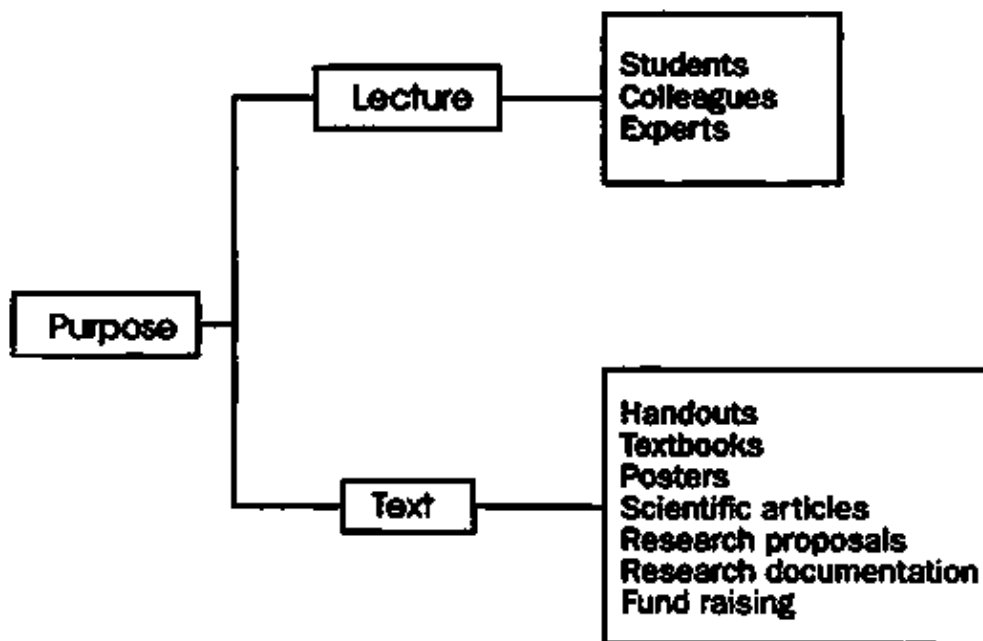 Lecture
Students
Colleagues
Experts
Purpose
Text
Handouts
Textbooks
Posters
Scientific articles
Research proposals
Research documentation
Fund raising